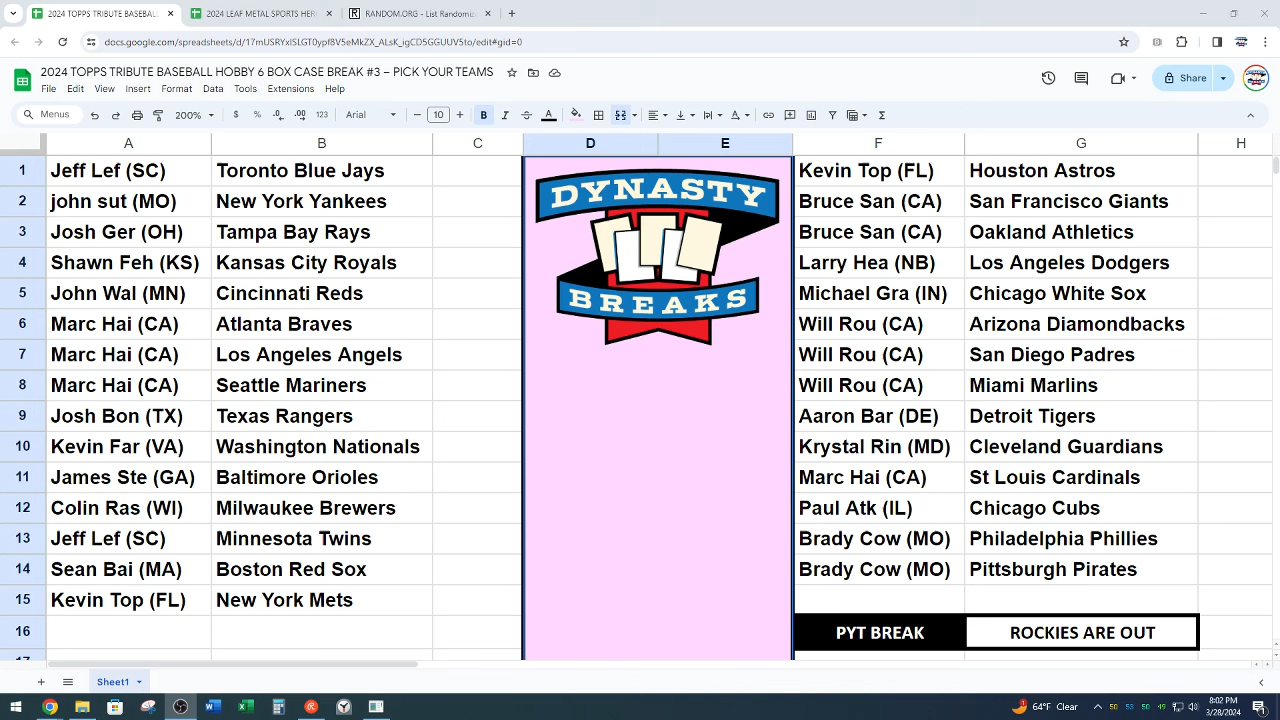 2024 TOPPS TRIBUTE BASEBALL
2024 LEAF METAL SPORTS HER
RANDOM.ORG - List Randomiz
docs.google.com/spreadsheets/d/17mUSRYxISLGT0ypf8V5eMkZX_ALsK_igCD5GGUUV5to/edit#gid=0
2024 TOPPS TRIBUTE BASEBALL HOBBY 6 BOX CASE BREAK #3 – PICK YOUR TEAMS
Share
File Edit View Insert Format Data Tools Extensions Help
Menus 200% $ % .0 .00 123 Arial 10 B I A
A B C D E F G H
1 Jeff Lef (SC) Toronto Blue Jays Kevin Top (FL) Houston Astros
2 john sut (MO) New York Yankees Bruce San (CA) San Francisco Giants
3 Josh Ger (OH) Tampa Bay Rays Bruce San (CA) Oakland Athletics
4 Shawn Feh (KS) Kansas City Royals Larry Hea (NB) Los Angeles Dodgers
5 John Wal (MN) Cincinnati Reds Michael Gra (IN) Chicago White Sox
6 Marc Hai (CA) Atlanta Braves Will Rou (CA) Arizona Diamondbacks
7 Marc Hai (CA) Los Angeles Angels Will Rou (CA) San Diego Padres
8 Marc Hai (CA) Seattle Mariners Will Rou (CA) Miami Marlins
9 Josh Bon (TX) Texas Rangers Aaron Bar (DE) Detroit Tigers
10 Kevin Far (VA) Washington Nationals Krystal Rin (MD) Cleveland Guardians
11 James Ste (GA) Baltimore Orioles Marc Hai (CA) St Louis Cardinals
12 Colin Ras (WI) Milwaukee Brewers Paul Atk (IL) Chicago Cubs
13 Jeff Lef (SC) Minnesota Twins Brady Cow (MO) Philadelphia Phillies
14 Sean Bai (MA) Boston Red Sox Brady Cow (MO) Pittsburgh Pirates
15 Kevin Top (FL) New York Mets
16 PYT BREAK ROCKIES ARE OUT
17
DYNASTY
BREAKS
Sheet1
64°F Clear 50 53 50 49 8:02 PM
3/28/2024